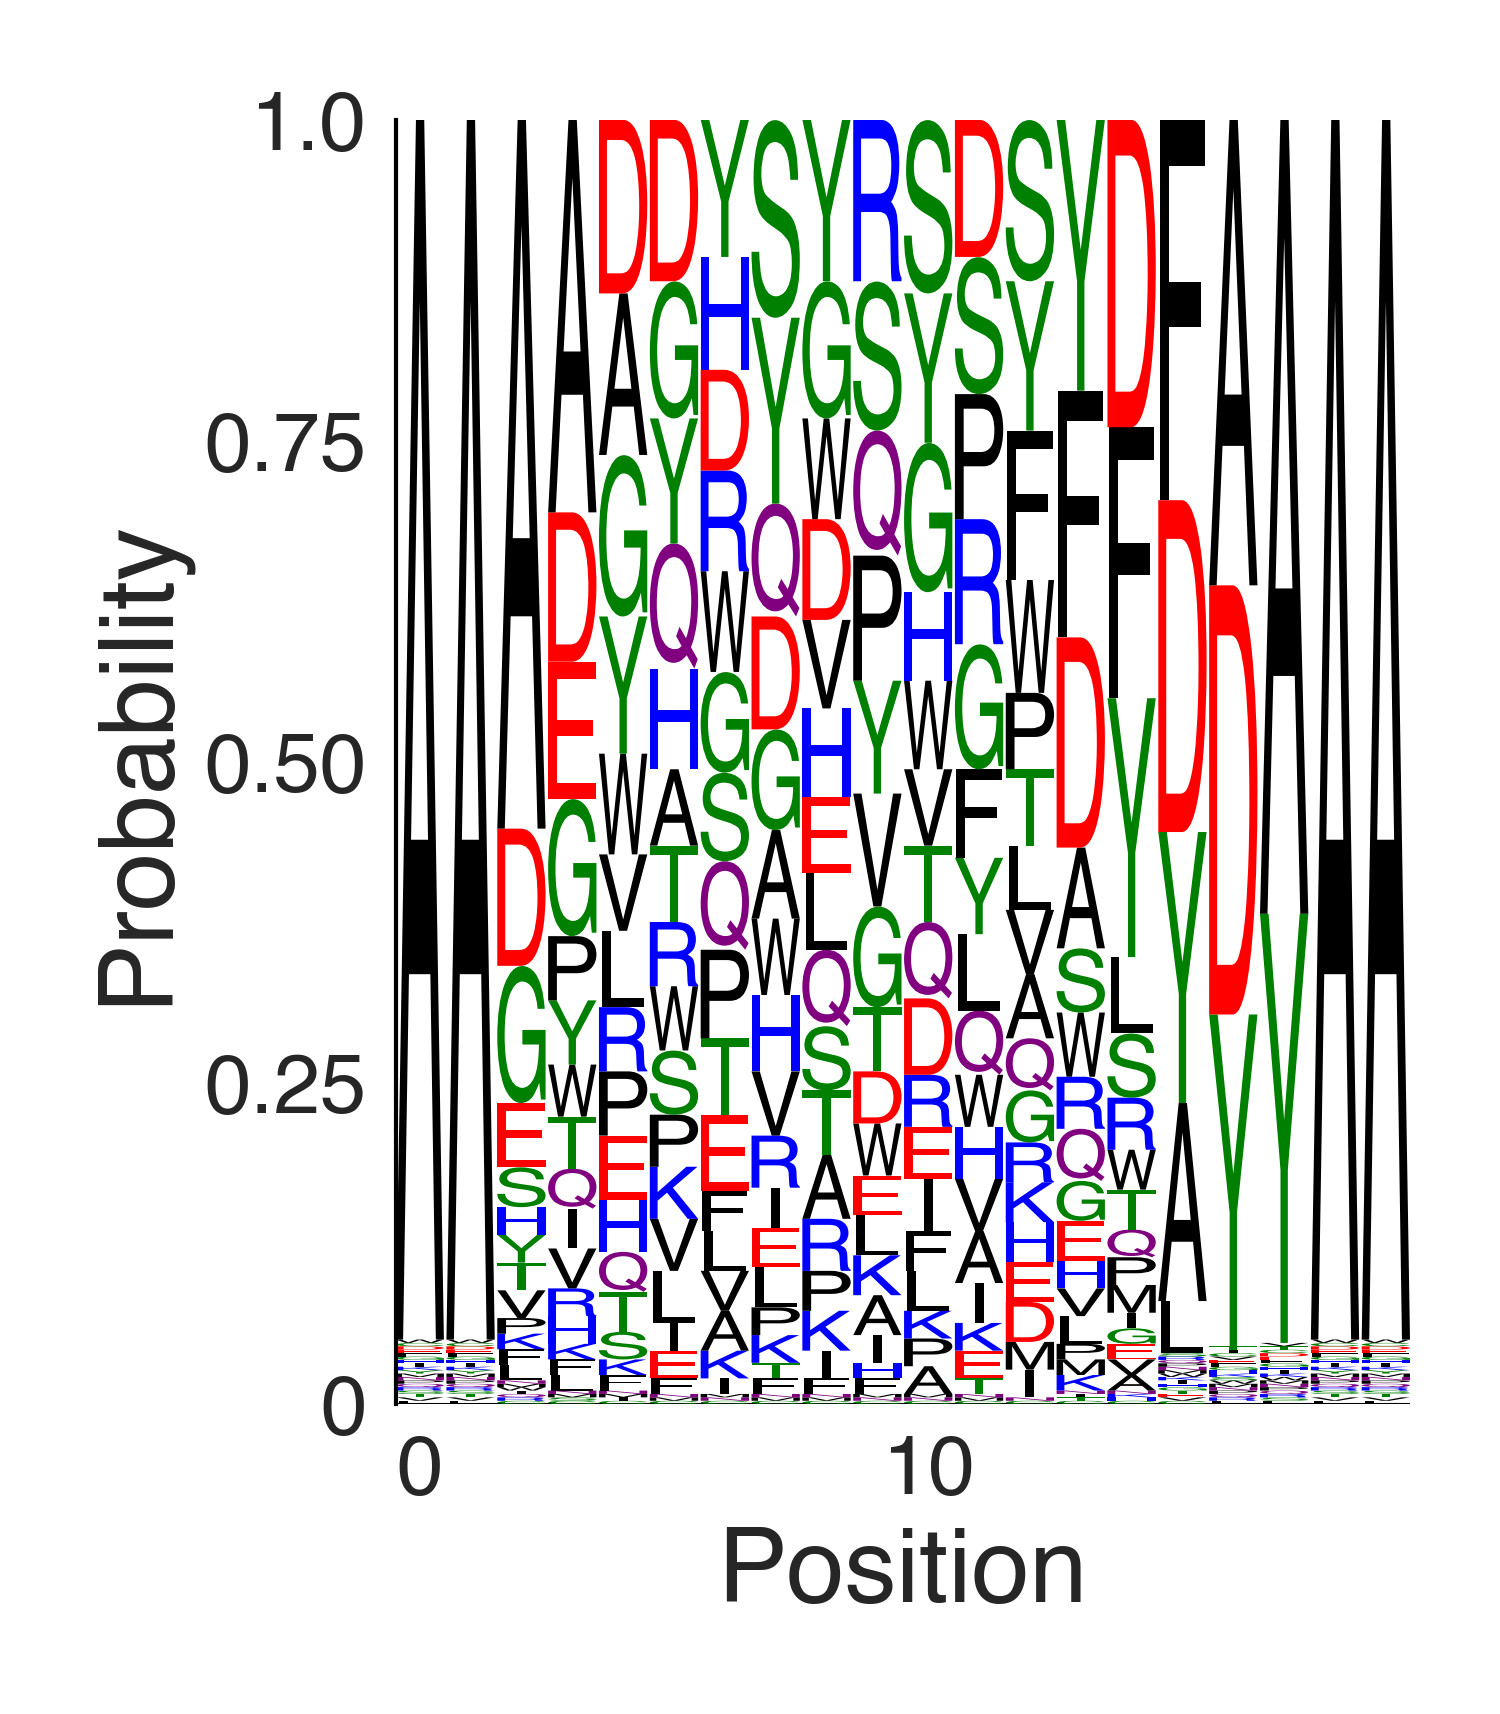 1.0
0.75
0.50
0.25
0
Probability
0
10
Position
A
A
A D G E S H Y T V P K F L
A D E G P Y W T Q I V R H K F L
D A G Y W V L R P E H Q T S K F
D G Y Q H A T R W S P K V L I E F
Y H D R W G S Q P T E F L V A K I
S Y Q D G A W H V R I E L P K T F
Y G W D V H E L Q S T A R P K I F
R S Q P Y V G T D W E L K A I H F
S Y G H W V T Q D R E I F L K P A
D S P R G F Y L Q W H V A I K E T
S Y F W P T L V A Q G R K H E D M I
Y F D A S W R Q G E H V L P M K
D F Y L S R W T Q P M I G E V A
F D Y A L
A D Y
A Y
A
A